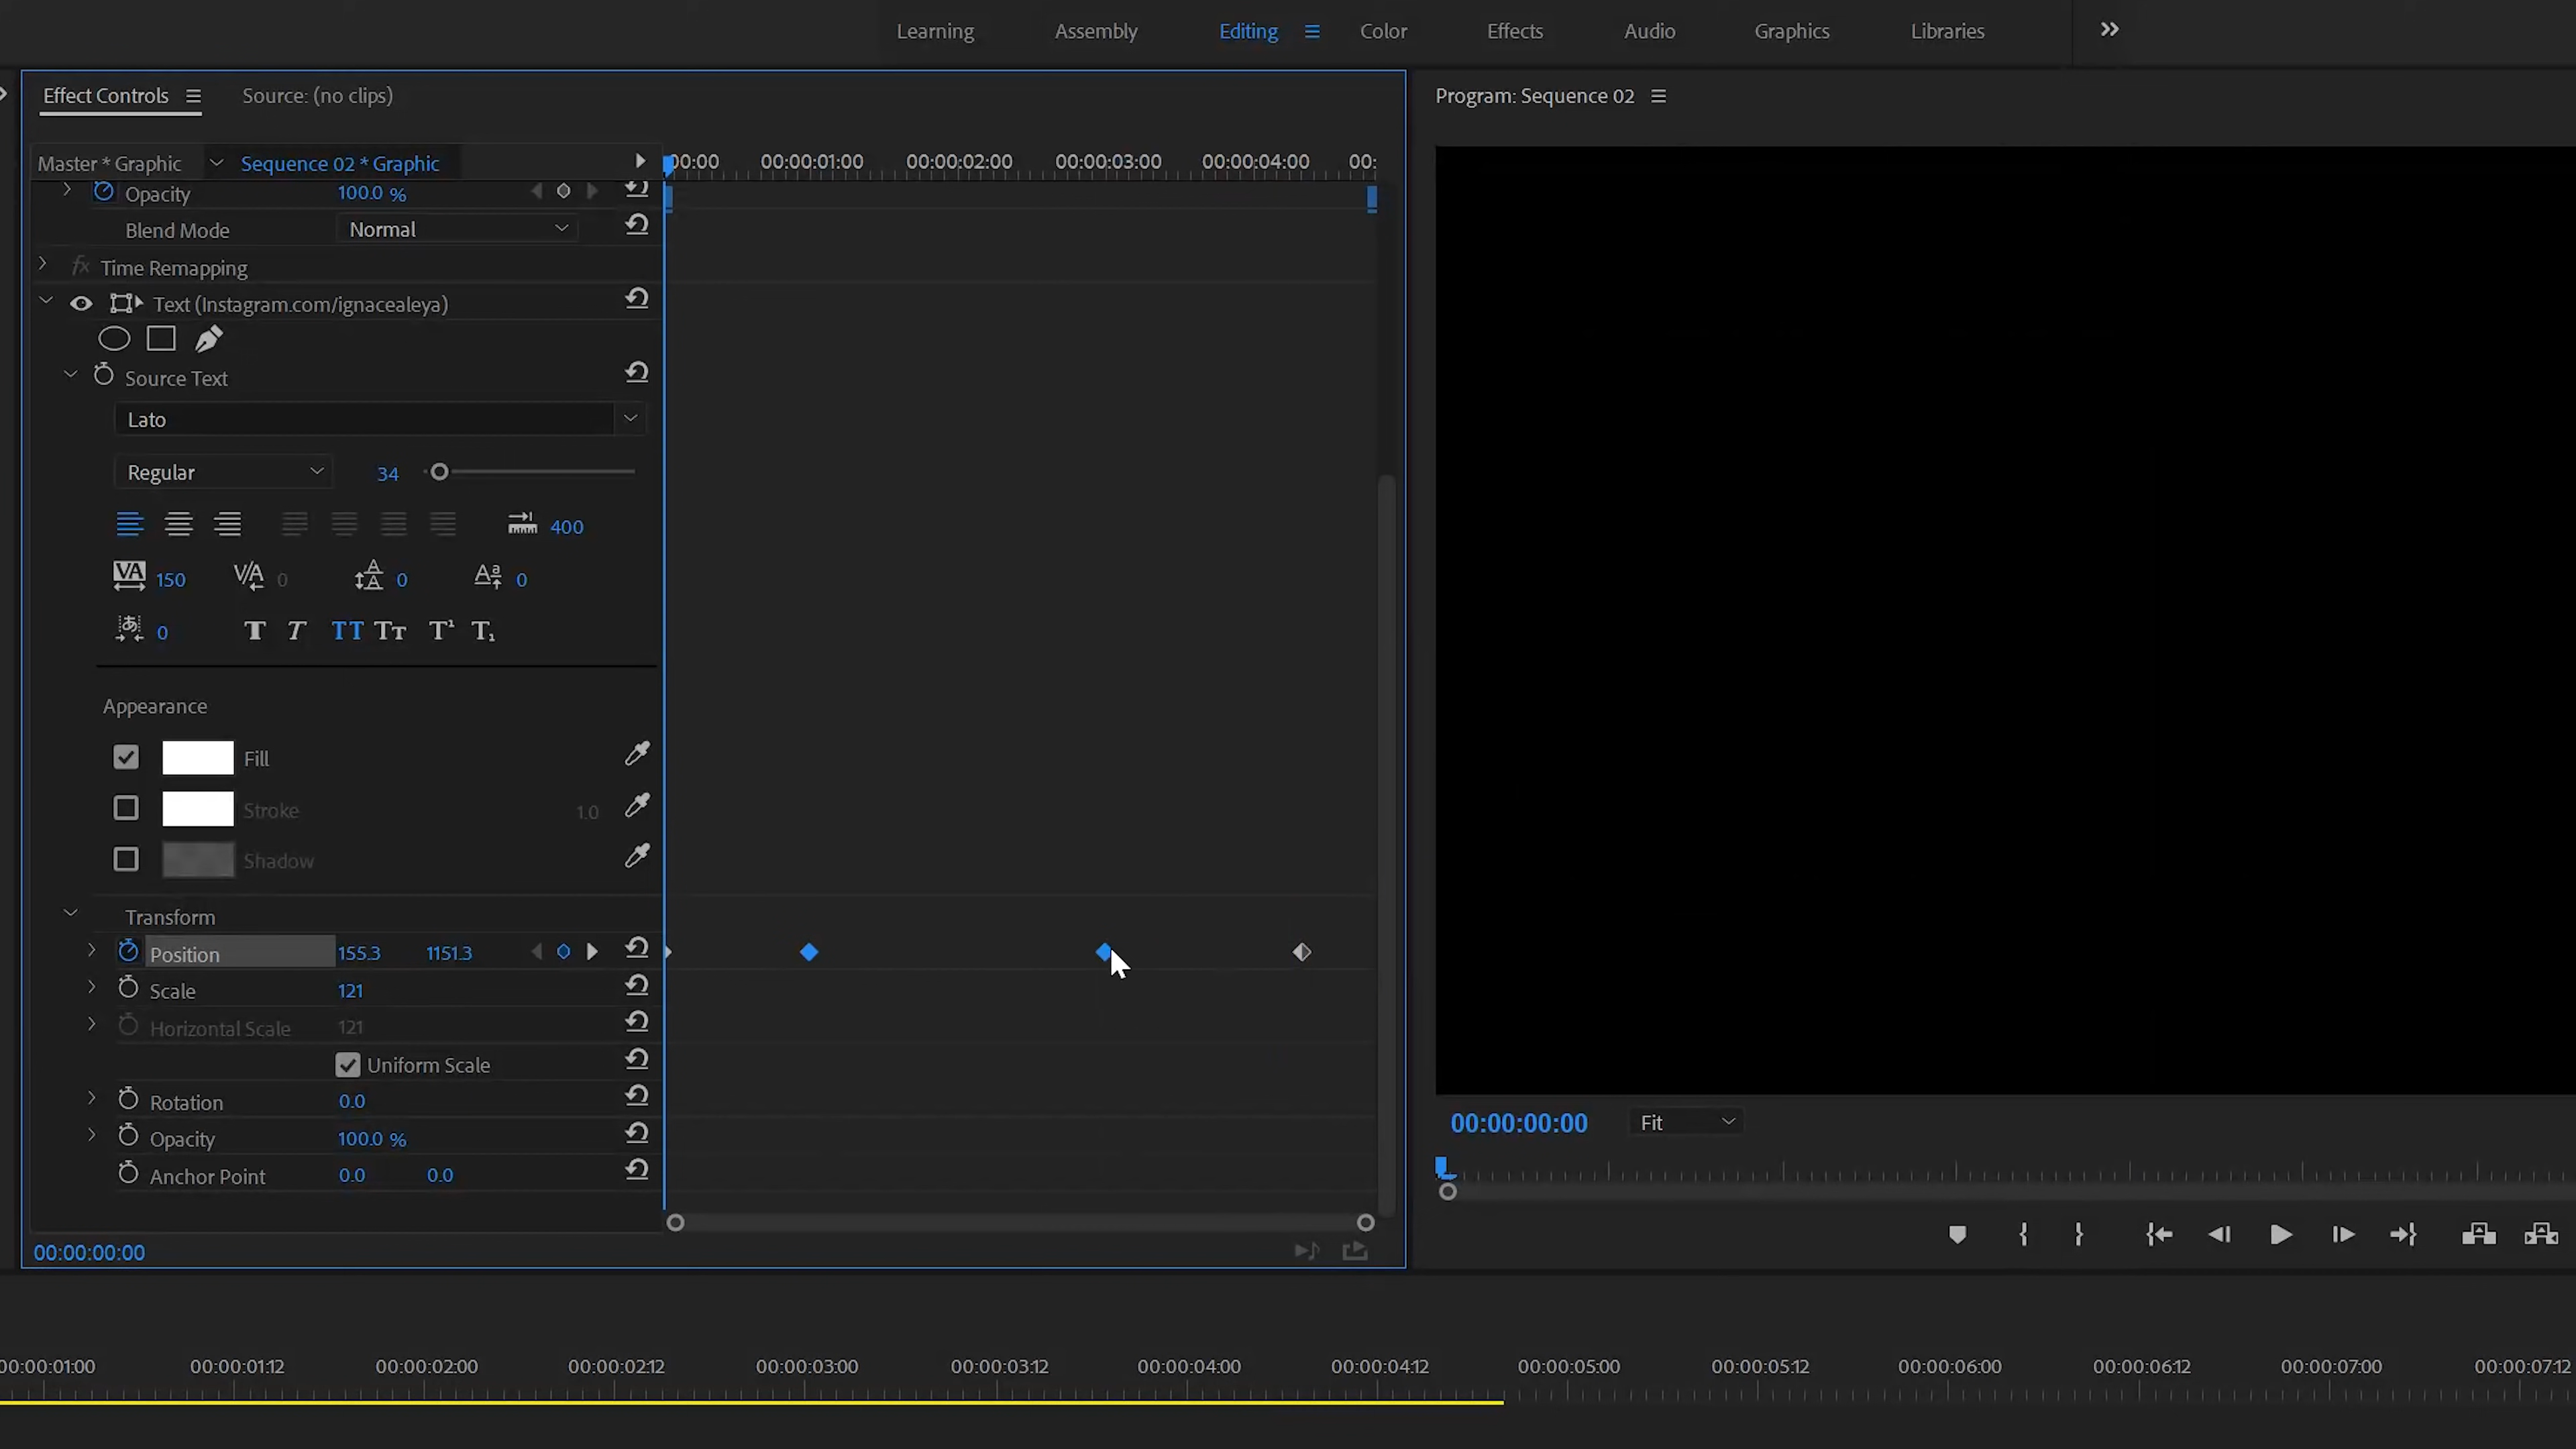 Learning Assembly Editing Color Effects Audio Graphics Libraries
Effect Controls Source: (no clips)
Program: Sequence 02
Master * Graphic Sequence 02 * Graphic
00:00 00:00:01:00 00:00:02:00 00:00:03:00 00:00:04:00 00:
Opacity 100.0 %
Blend Mode Normal
fx Time Remapping
Text (Instagram.com/ignacealeya)
Source Text
Lato
Regular 34
400
VA 150 V/A 0 0 0
あ 0 T T TT Tt T¹ T₁
Appearance
Fill
Stroke 1.0
Shadow
Transform
Position 155.3 1151.3
Scale 121
Horizontal Scale 121
Uniform Scale
Rotation 0.0
Opacity 100.0 %
Anchor Point 0.0 0.0
00:00:00:00
00:00:00:00 Fit
00:00:01:00 00:00:01:12 00:00:02:00 00:00:02:12 00:00:03:00 00:00:03:12 00:00:04:00 00:00:04:12 00:00:05:00 00:00:05:12 00:00:06:00 00:00:06:12 00:00:07:00 00:00:07:12